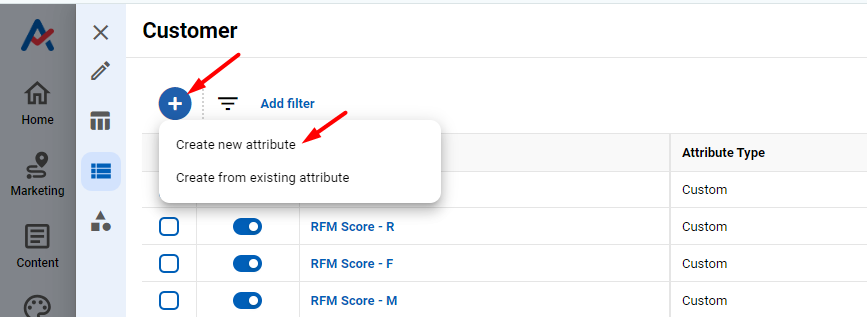 Customer
Home
Marketing
Content
Add filter
Create new attribute
Create from existing attribute
Attribute Type
Custom
RFM Score - R
Custom
RFM Score - F
Custom
RFM Score - M
Custom